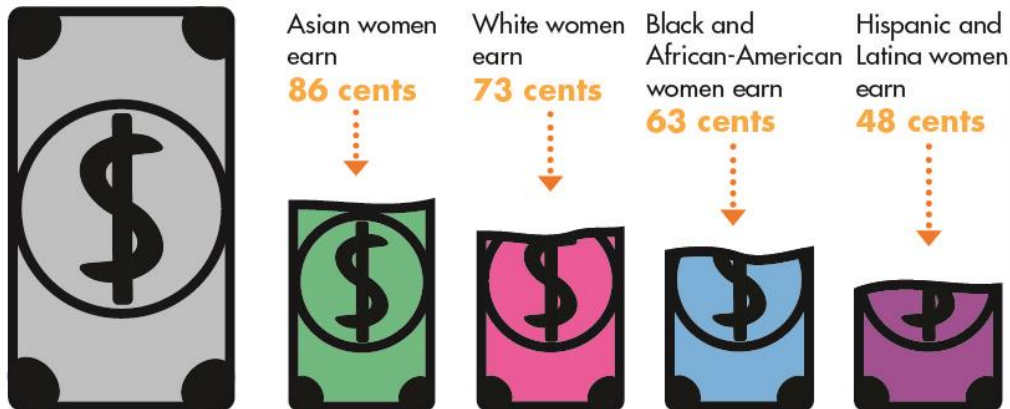 Asian women
earn
86 cents
White women
earn
73 cents
Black and
African-American
women earn
63 cents
Hispanic and
Latina women
earn
48 cents
$
$
$
$
$